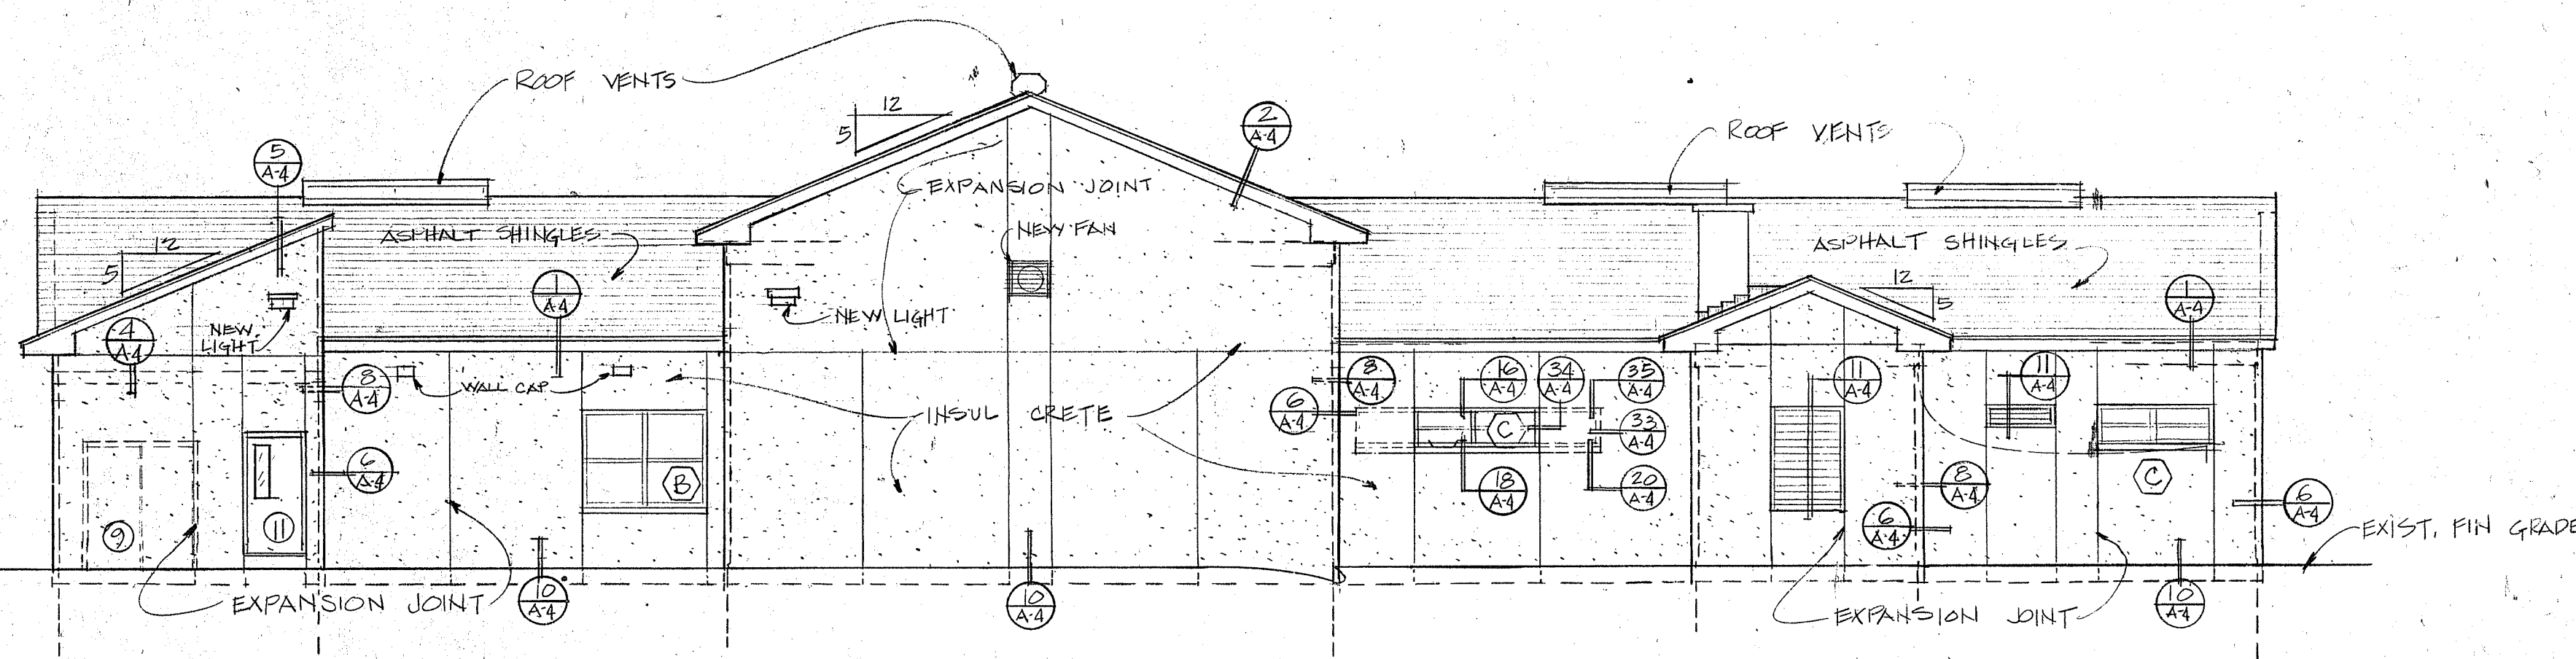 ROOF VENTS
12
5
2
A-4
ROOF VENTS
5
A-4
EXPANSION JOINT
NEW FAN
12
5
ASPHALT SHINGLES
ASPHALT SHINGLES
12
5
1
A-4
1
A-4
4
A-4
NEW
LIGHT
NEW LIGHT
8
A-4
WALL CAP
INSUL CRETE
6
A-4
8
A-4
16
A-4
34
A-4
35
A-4
C
33
A-4
18
A-4
20
A-4
11
A-4
11
A-4
6
A-4
B
C
9
11
8
A-4
6
A-4
6
A-4
EXIST. FIN GRADE
EXPANSION JOINT
10
A-4
10
A-4
EXPANSION JOINT
10
A-4